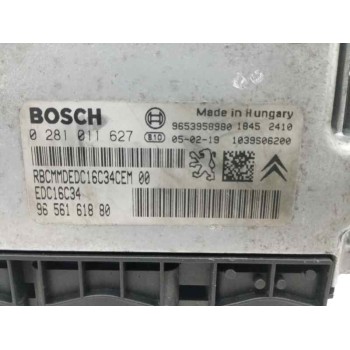 BOSCH
Made in Hungary
0 281 011 627
E1D
9653958980 1845 2410
05-02-19 1039S06200
RBCMMDEDC16C34CEM 00
EDC16C34
96 561 618 80